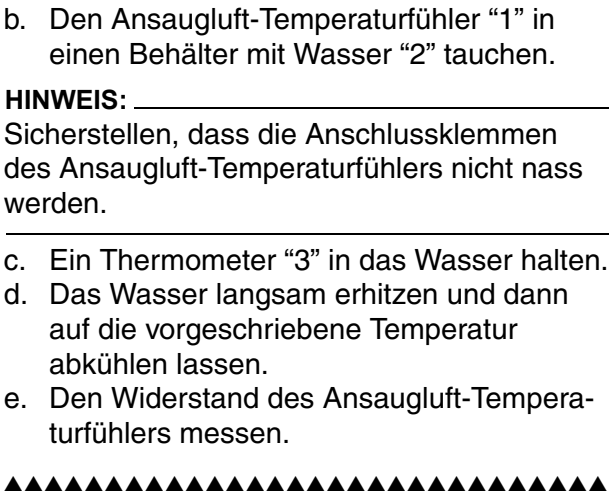 b. Den Ansaugluft-Temperaturfühler “1” in
einen Behälter mit Wasser “2” tauchen.
HINWEIS:
Sicherstellen, dass die Anschlussklemmen
des Ansaugluft-Temperaturfühlers nicht nass
werden.
c. Ein Thermometer “3” in das Wasser halten.
d. Das Wasser langsam erhitzen und dann
auf die vorgeschriebene Temperatur
abkühlen lassen.
e. Den Widerstand des Ansaugluft-Tempera-
turfühlers messen.